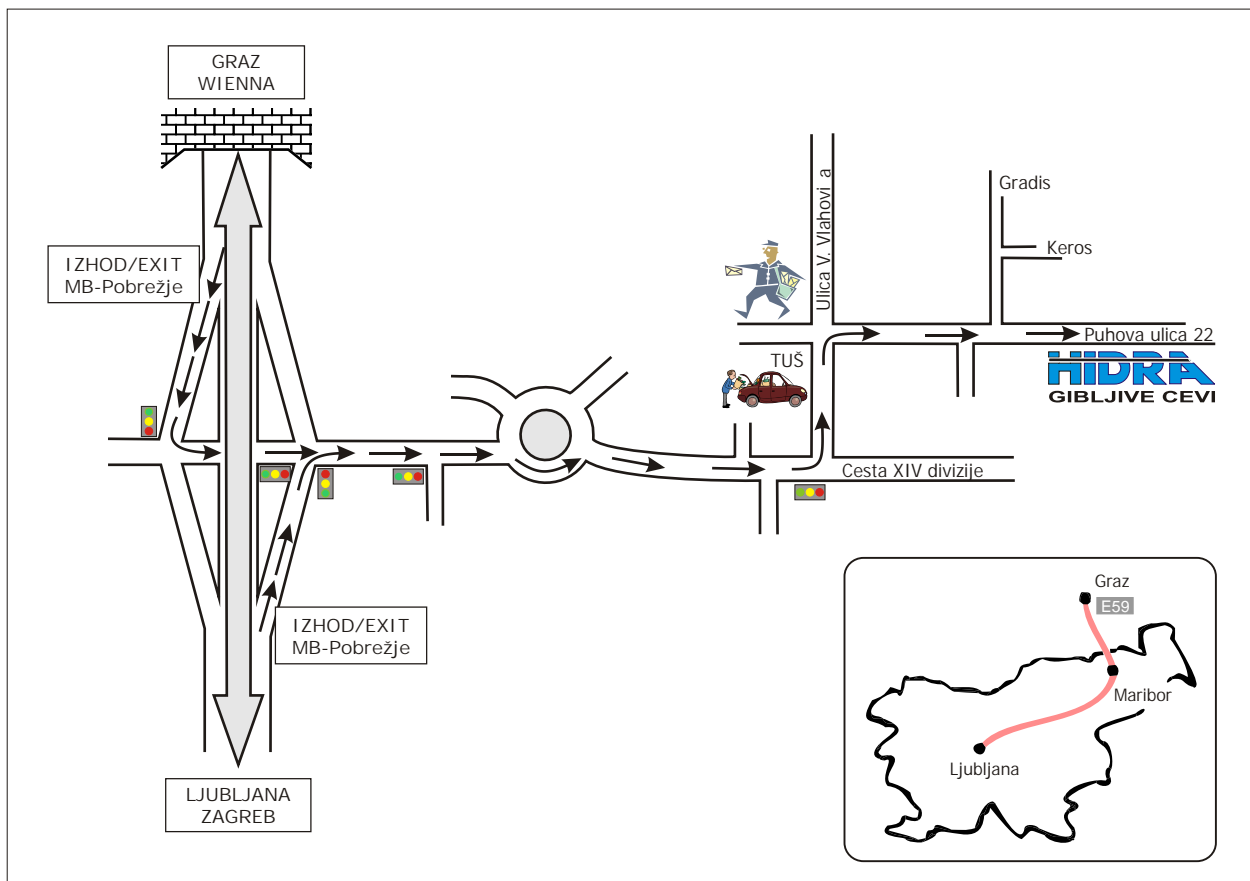 GRAZ
WIENNA
IZHOD/EXIT
MB-Pobrežje
Ulica V. Vlahovi a
Gradis
Keros
Puhova ulica 22
TUŠ
HIDRA
GIBLJIVE CEVI
Cesta XIV divizije
IZHOD/EXIT
MB-Pobrežje
LJUBLJANA
ZAGREB
Graz
E59
Maribor
Ljubljana